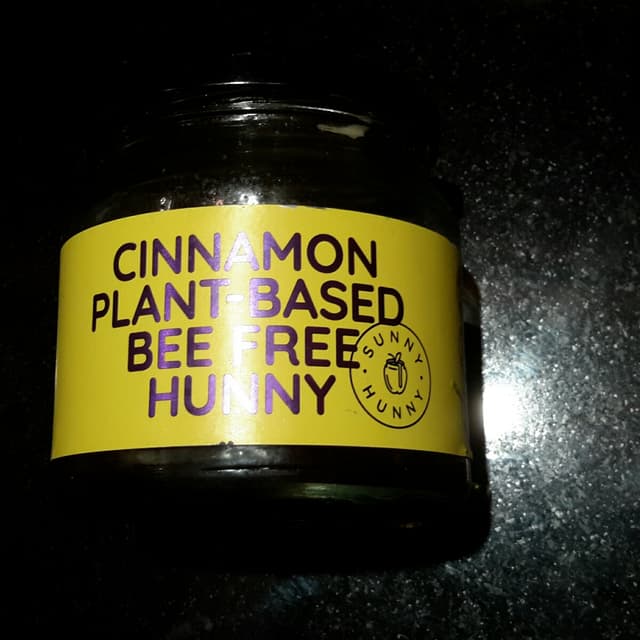 CINNAMON
PLANT-BASED
BEE FREE
HUNNY
SUNNY
HUNNY